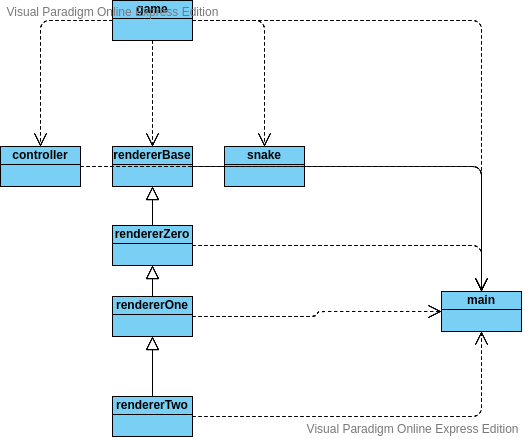 Visual Paradigm Online Express Edition
game
controller
rendererBase
snake
rendererZero
main
rendererOne
rendererTwo
Visual Paradigm Online Express Edition